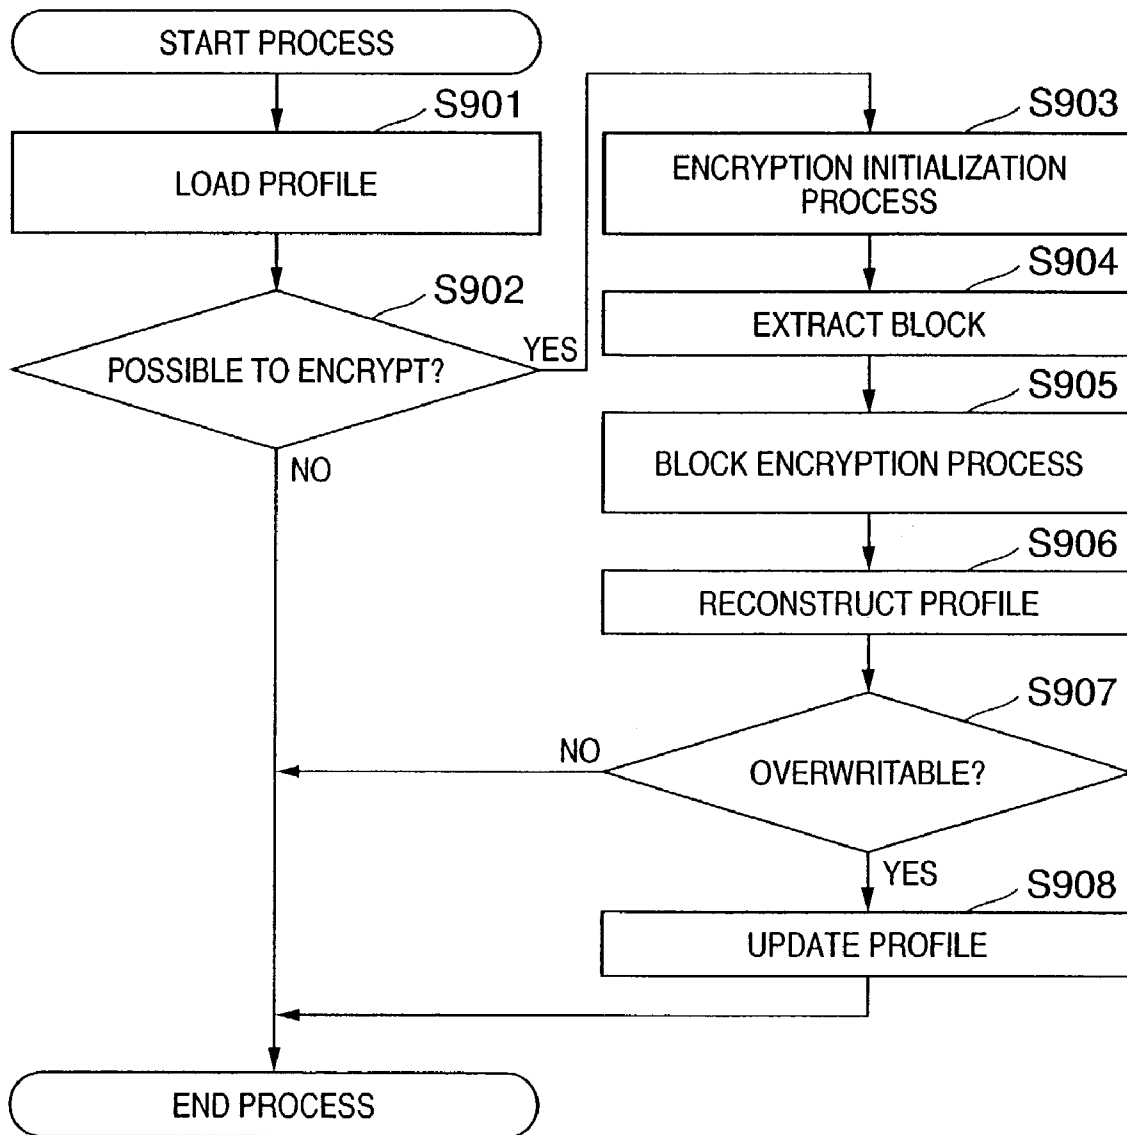 START PROCESS
S901
LOAD PROFILE
S902
POSSIBLE TO ENCRYPT?
YES
NO
S903
ENCRYPTION INITIALIZATION
PROCESS
S904
EXTRACT BLOCK
S905
BLOCK ENCRYPTION PROCESS
S906
RECONSTRUCT PROFILE
S907
OVERWRITABLE?
NO
YES
S908
UPDATE PROFILE
END PROCESS